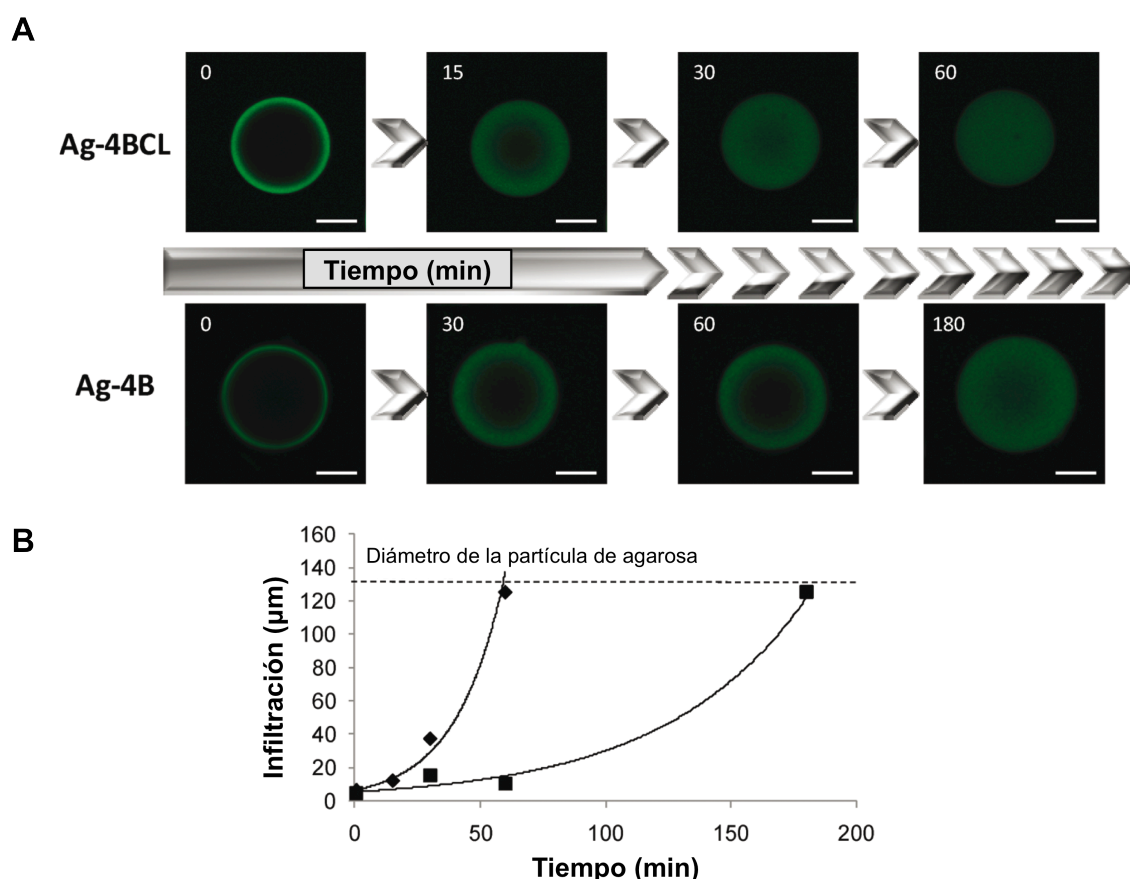 A
0
15
30
60
Ag-4BCL
Tiempo (min)
0
30
60
180
Ag-4B
B
160
140
120
100
80
60
40
20
0
Infiltración (µm)
Diámetro de la partícula de agarosa
0 50 100 150 200
Tiempo (min)